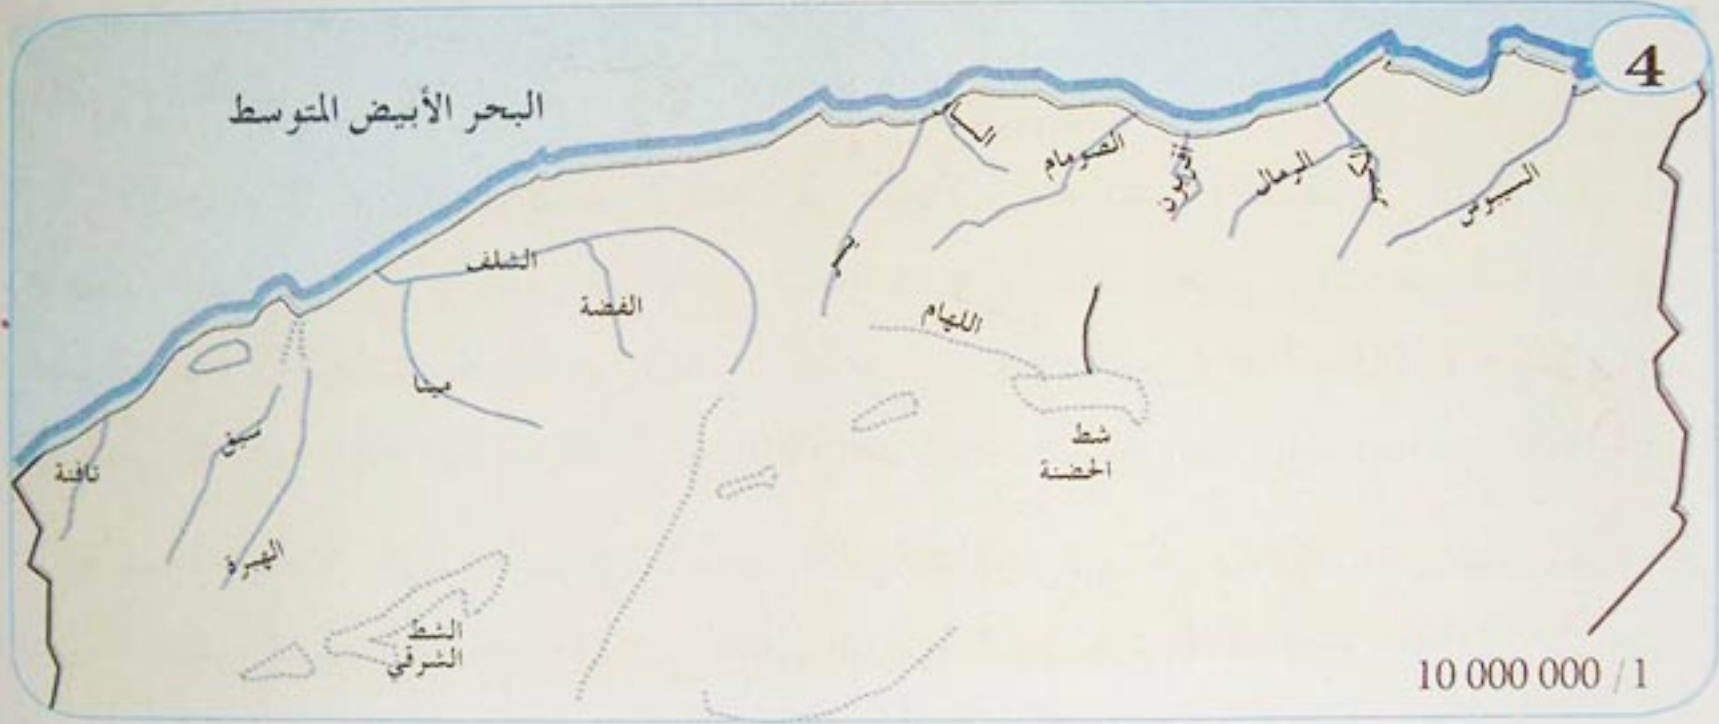 4
البحر الأبيض المتوسط
الصومام
الرمال
السيبوس
الشلف
الفضة
اللهام
مينا
سيق
تافنة
الهبرة
شط
الحضنة
الشط
الشرقي
10 000 000 / 1